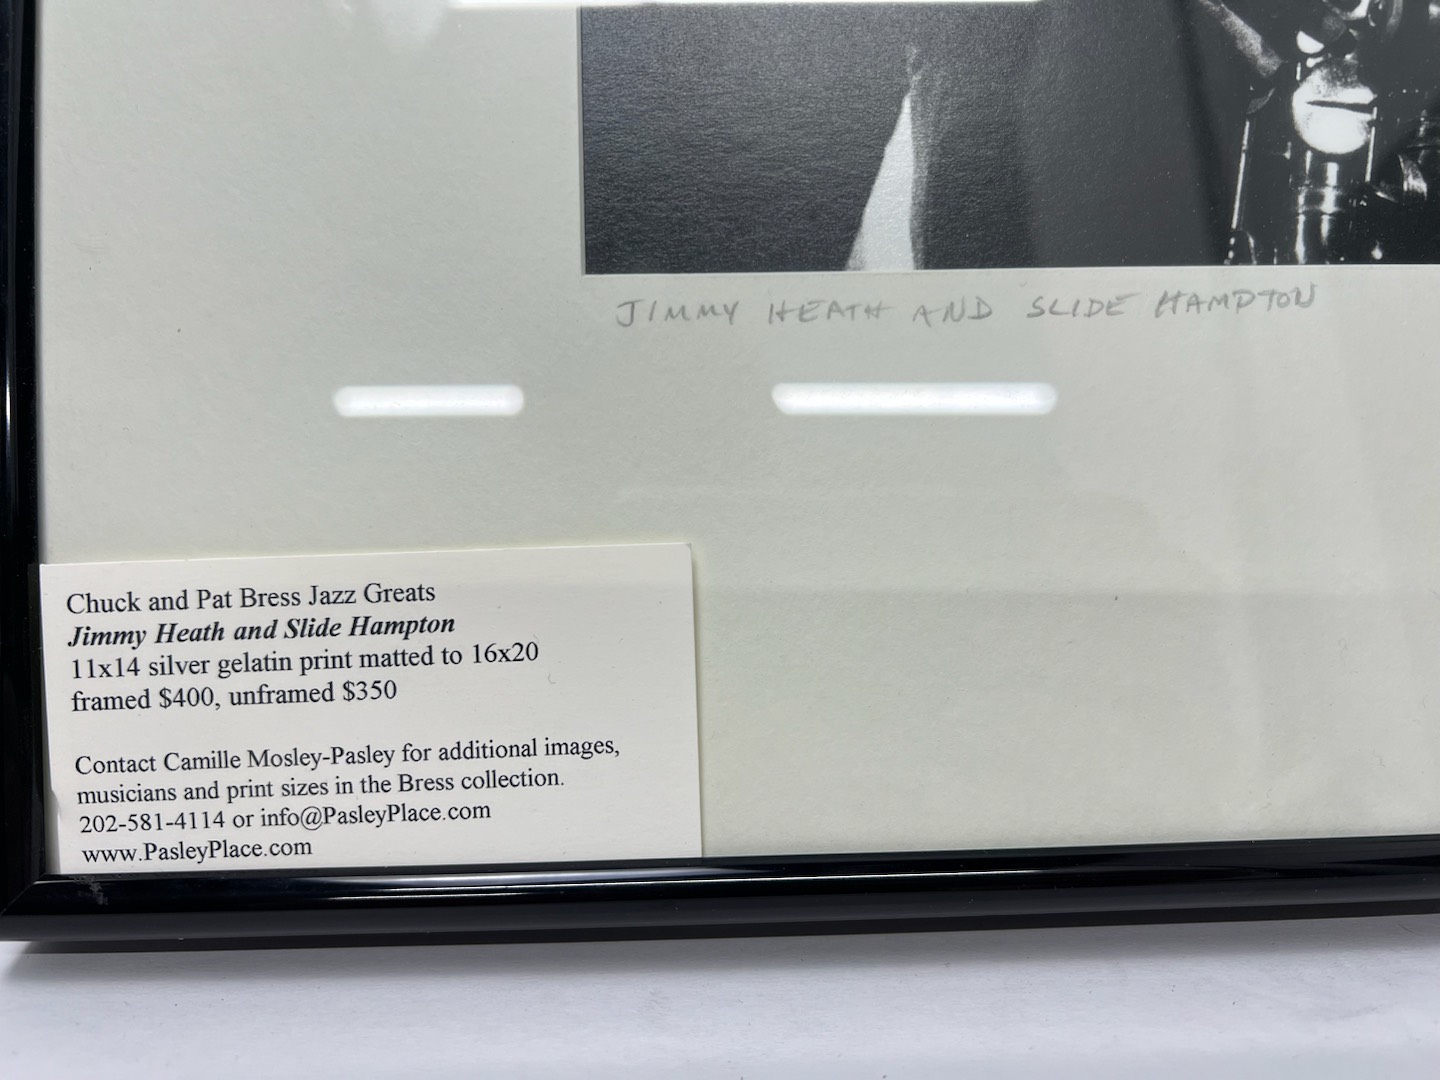 JIMMY HEATH AND SLIDE HAMPTON
Chuck and Pat Bress Jazz Greats
Jimmy Heath and Slide Hampton
11x14 silver gelatin print matted to 16x20
framed $400, unframed $350
Contact Camille Mosley-Pasley for additional images,
musicians and print sizes in the Bress collection.
202-581-4114 or info@PasleyPlace.com
www.PasleyPlace.com